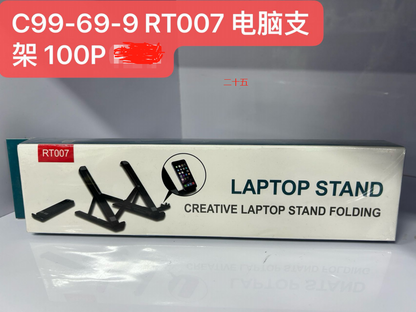 C99-69-9 RT007 电脑支
架 100P
二十五
RT007
LAPTOP STAND
CREATIVE LAPTOP STAND FOLDING